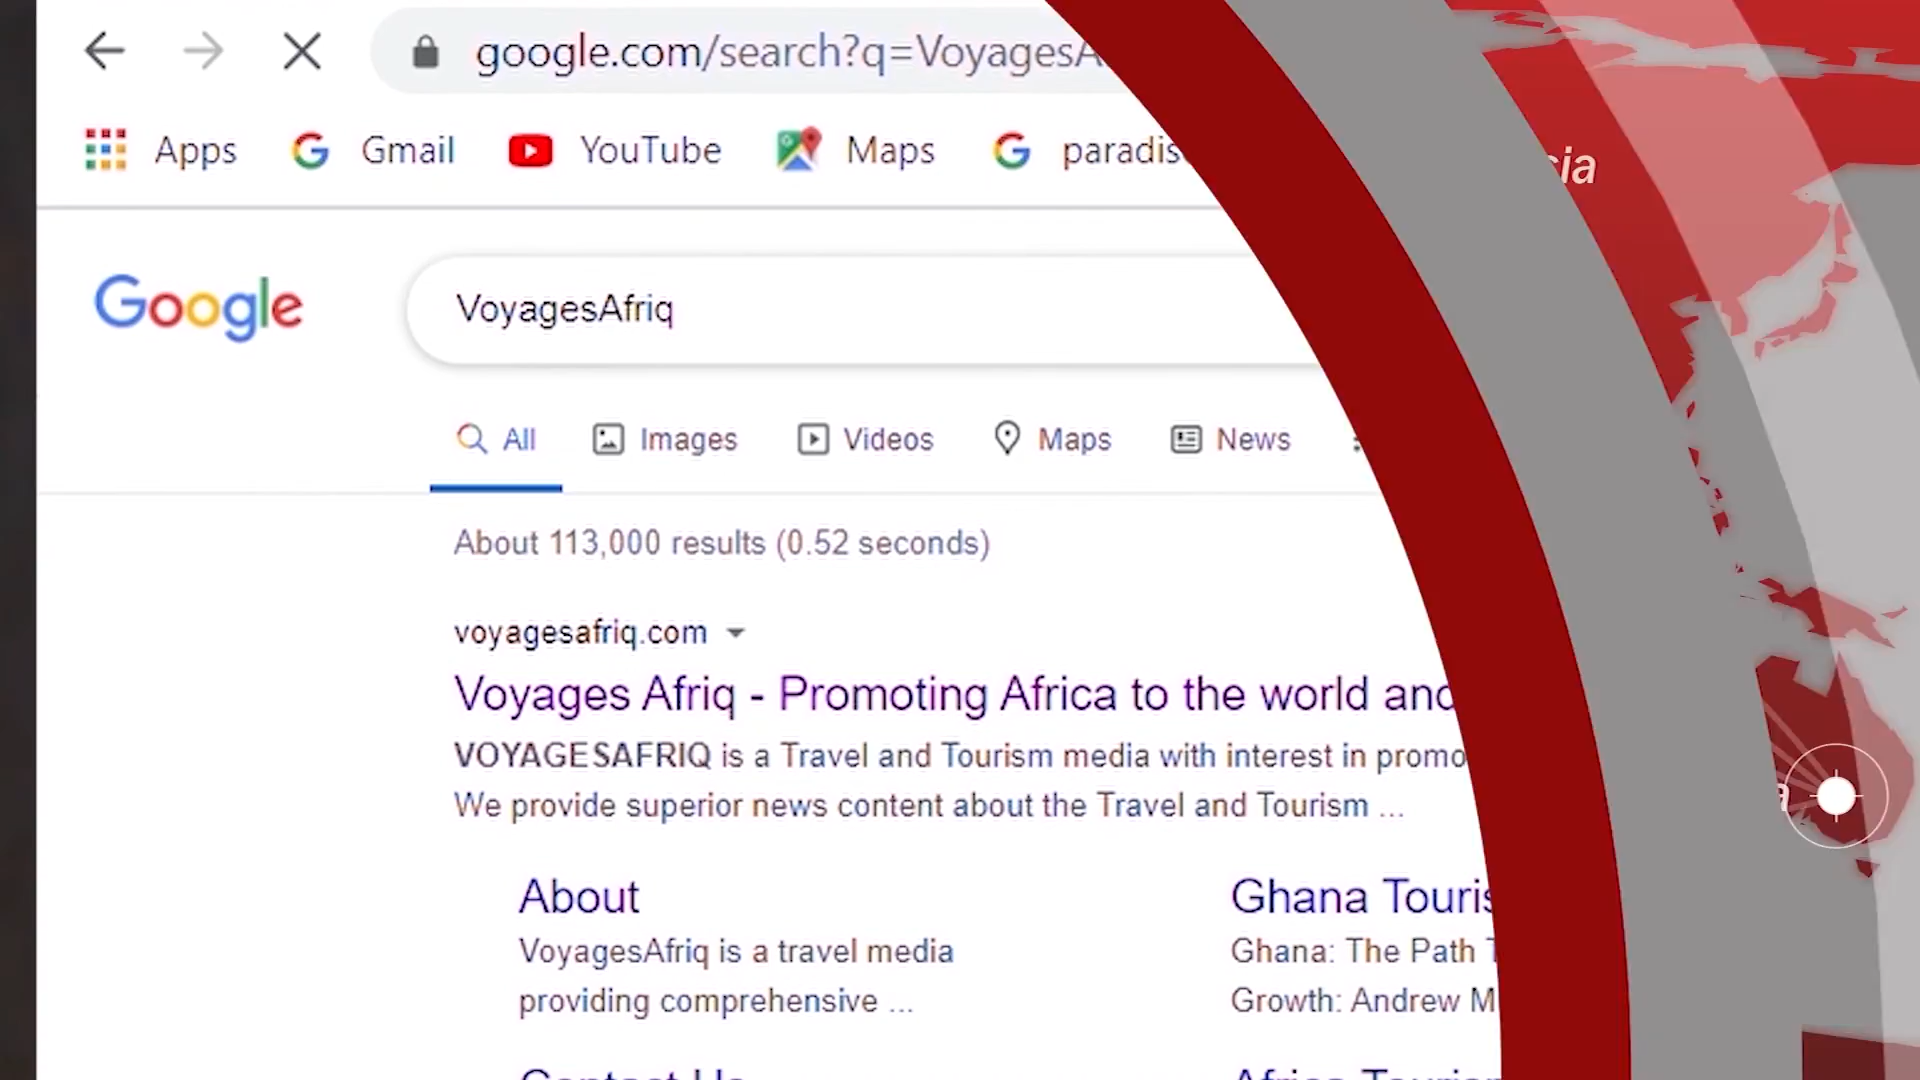 google.com/search?q=VoyagesA
Apps Gmail YouTube Maps
Google
VoyagesAfriq
All Images Videos Maps News
About 113,000 results (0.52 seconds)
voyagesafriq.com
Voyages Afriq - Promoting Africa to the world and
VOYAGESAFRIQ is a Travel and Tourism media with interest in promo
We provide superior news content about the Travel and Tourism ...
About
VoyagesAfriq is a travel media
providing comprehensive ...
Ghana Touris
Ghana: The Path T
Growth: Andrew M
Contact Us